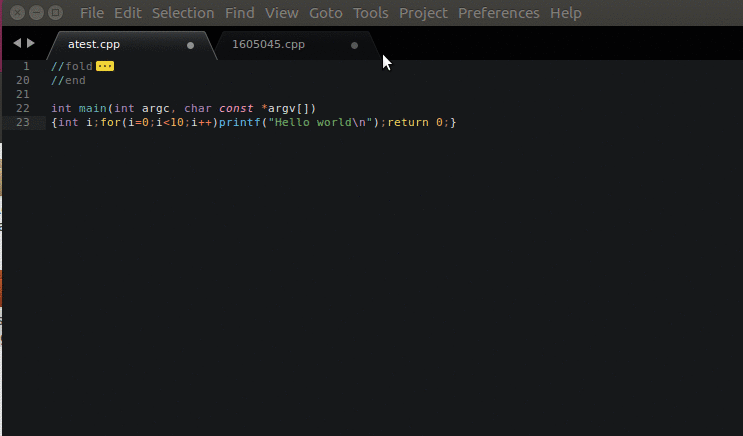 File Edit Selection Find View Goto Tools Project Preferences Help
atest.cpp 1605045.cpp
1 //fold
20 //end
21
22 int main(int argc, char const *argv[])
23 {int i;for(i=0;i<10;i++)printf("Hello world\n");return 0;}